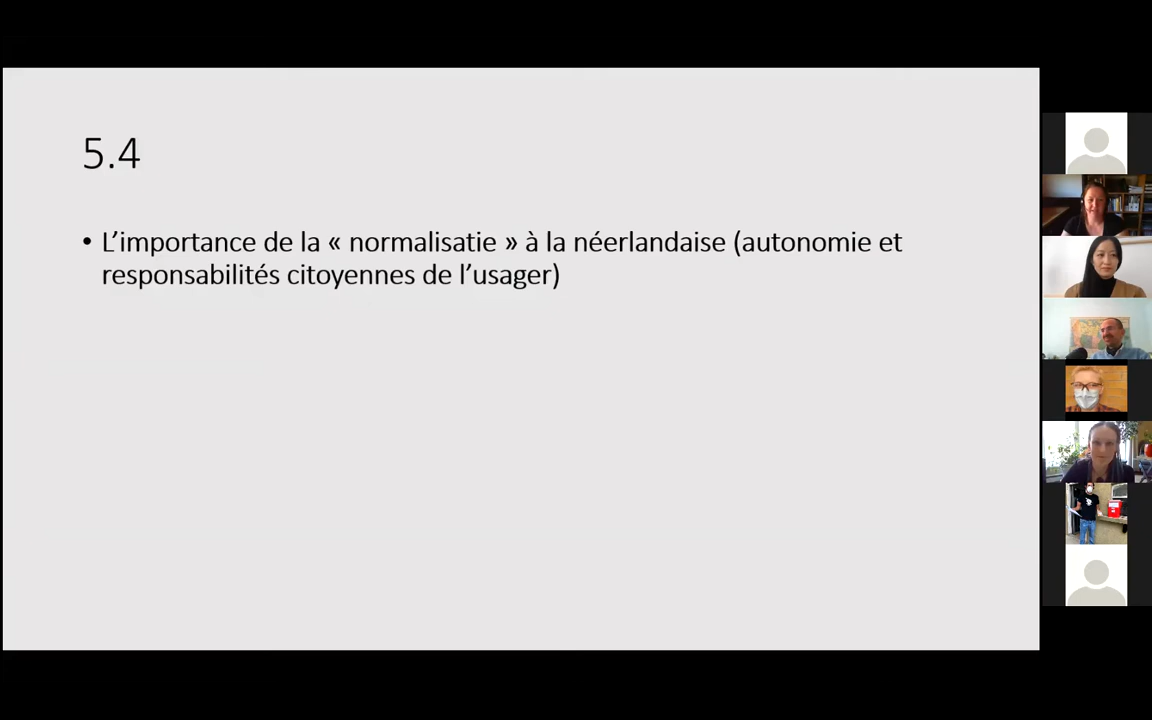 5.4
• L’importance de la « normalisatie » à la néerlandaise (autonomie et
responsabilités citoyennes de l’usager)